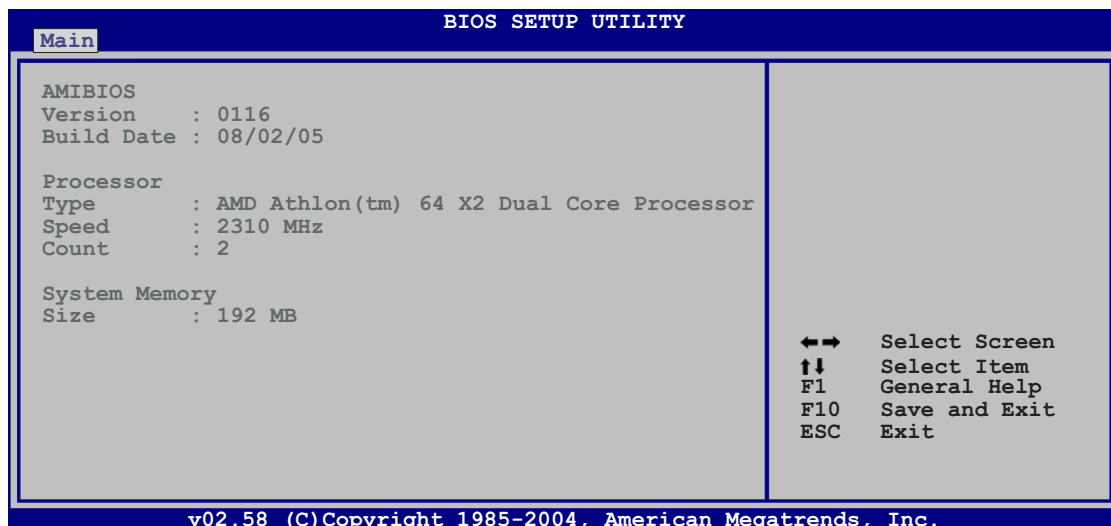 BIOS SETUP UTILITY
Main
AMIBIOS
Version : 0116
Build Date : 08/02/05
Processor
Type : AMD Athlon(tm) 64 X2 Dual Core Processor
Speed : 2310 MHz
Count : 2
System Memory
Size : 192 MB
←→ Select Screen
↑↓ Select Item
F1 General Help
F10 Save and Exit
ESC Exit
v02.58 (C)Copyright 1985-2004, American Megatrends, Inc.